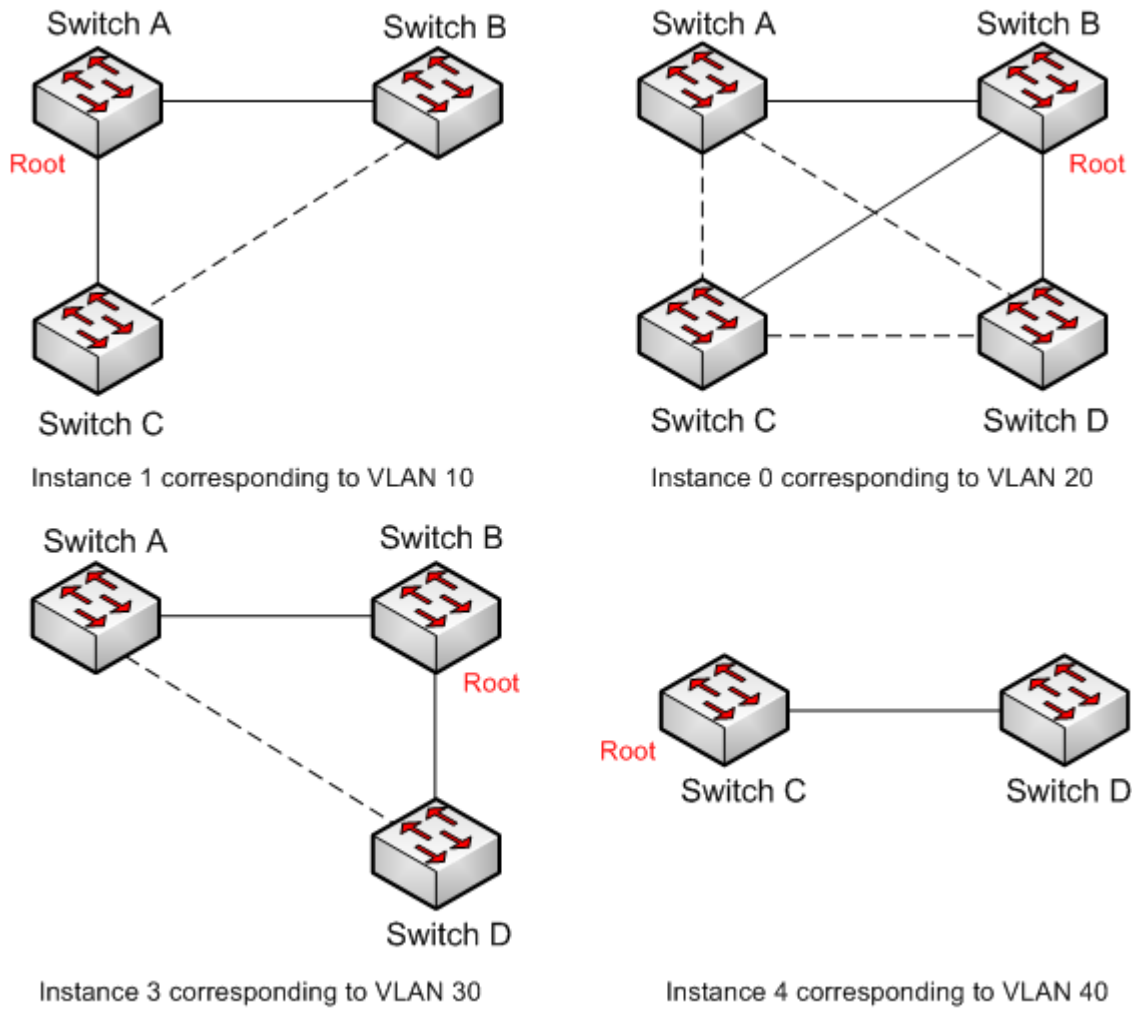 Switch A
Switch B
Root
Switch C
Instance 1 corresponding to VLAN 10
Switch A
Switch B
Root
Switch C
Switch D
Instance 0 corresponding to VLAN 20
Switch A
Switch B
Root
Switch D
Instance 3 corresponding to VLAN 30
Root
Switch C
Switch D
Instance 4 corresponding to VLAN 40